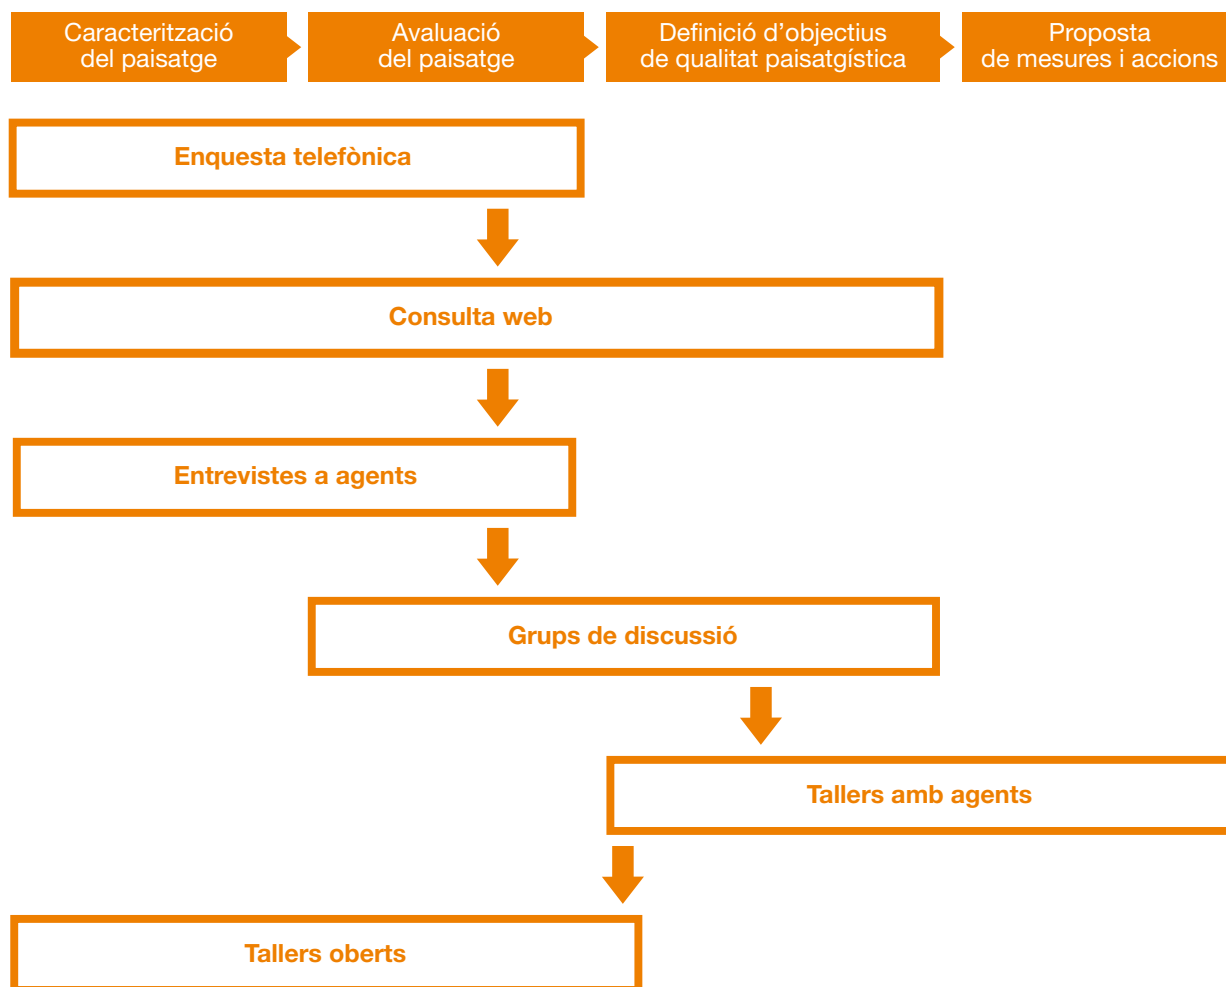 Caracterització
del paisatge
Avaluació
del paisatge
Definició d'objectius
de qualitat paisatgística
Proposta
de mesures i accions
Enquesta telefònica
Consulta web
Entrevistes a agents
Grups de discussió
Tallers amb agents
Tallers oberts